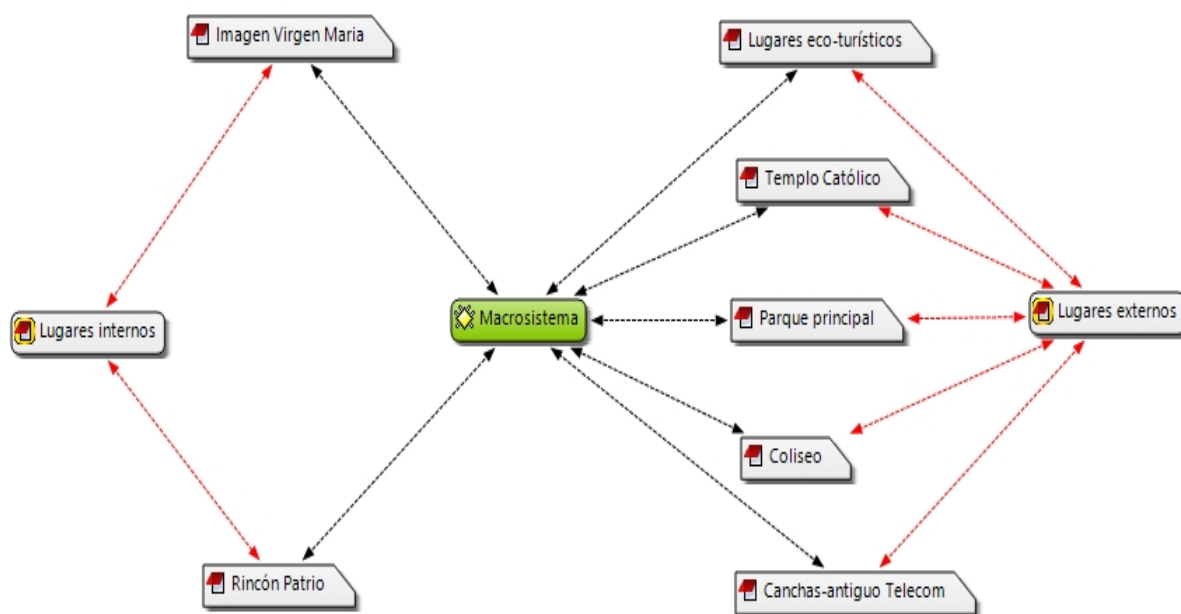 Imagen Virgen Maria
Lugares eco-turísticos
Templo Católico
Lugares internos
Macrosistema
Parque principal
Lugares externos
Coliseo
Rincón Patrio
Canchas-antiguo Telecom